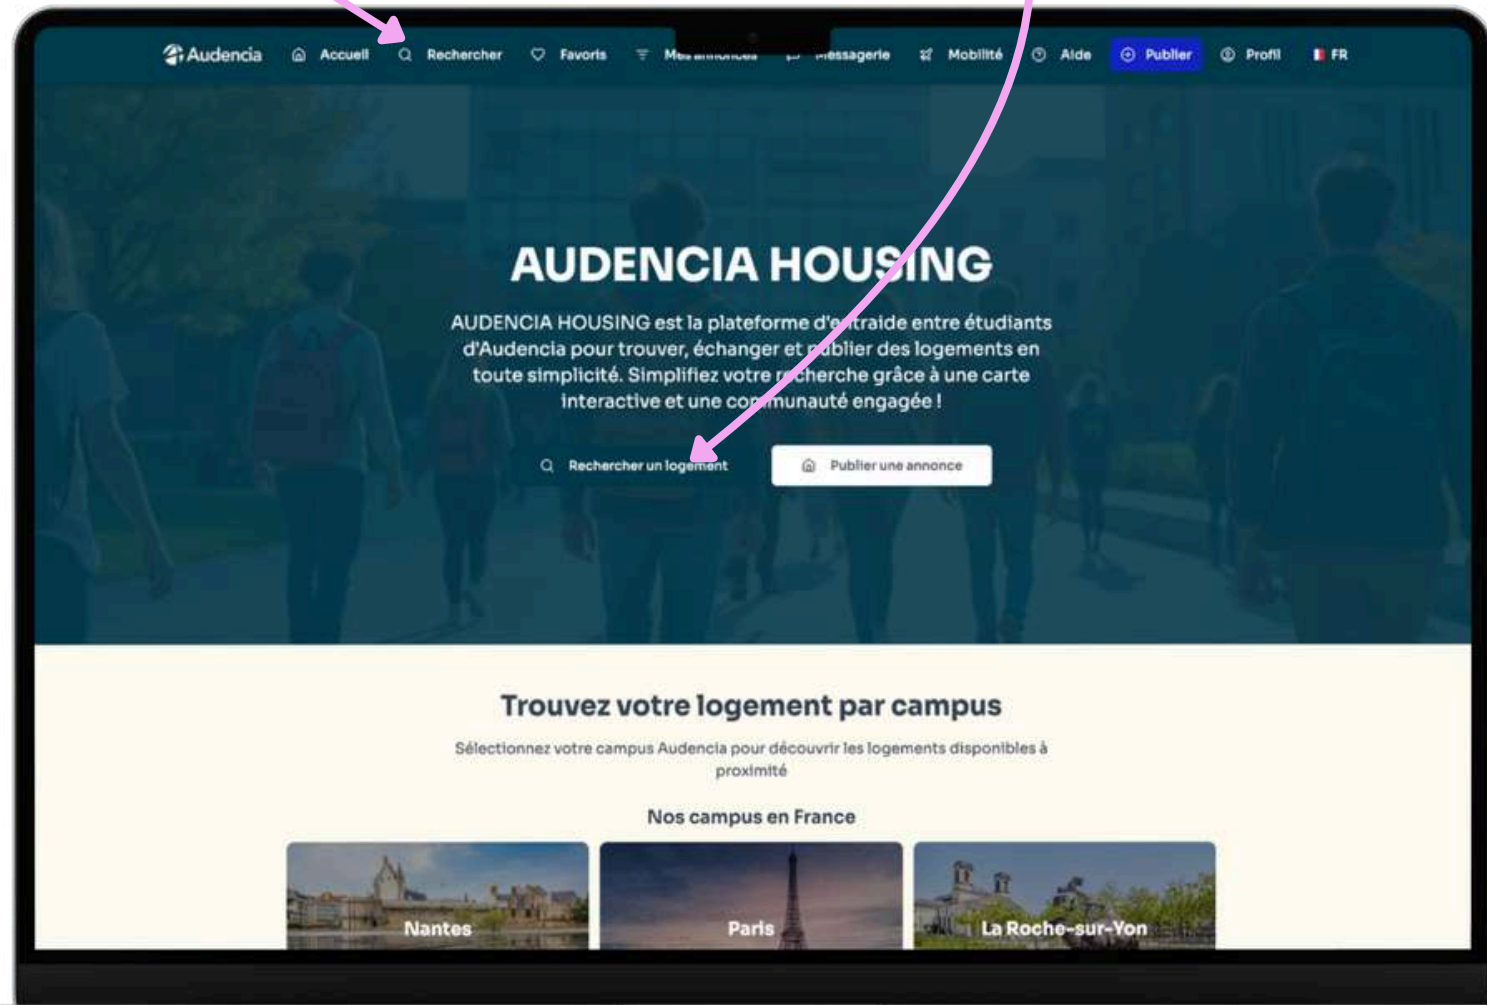 Audencia Accueil Rechercher Favoris Mes annonces Messagerie Mobilité Aide Publier Profil FR
AUDENCIA HOUSING
AUDENCIA HOUSING est la plateforme d'entraide entre étudiants
d'Audencia pour trouver, échanger et publier des logements en
toute simplicité. Simplifiez votre recherche grâce à une carte
interactive et une communauté engagée !
Rechercher un logement Publier une annonce
Trouvez votre logement par campus
Sélectionnez votre campus Audencia pour découvrir les logements disponibles à
proximité
Nos campus en France
Nantes Paris La Roche-sur-Yon